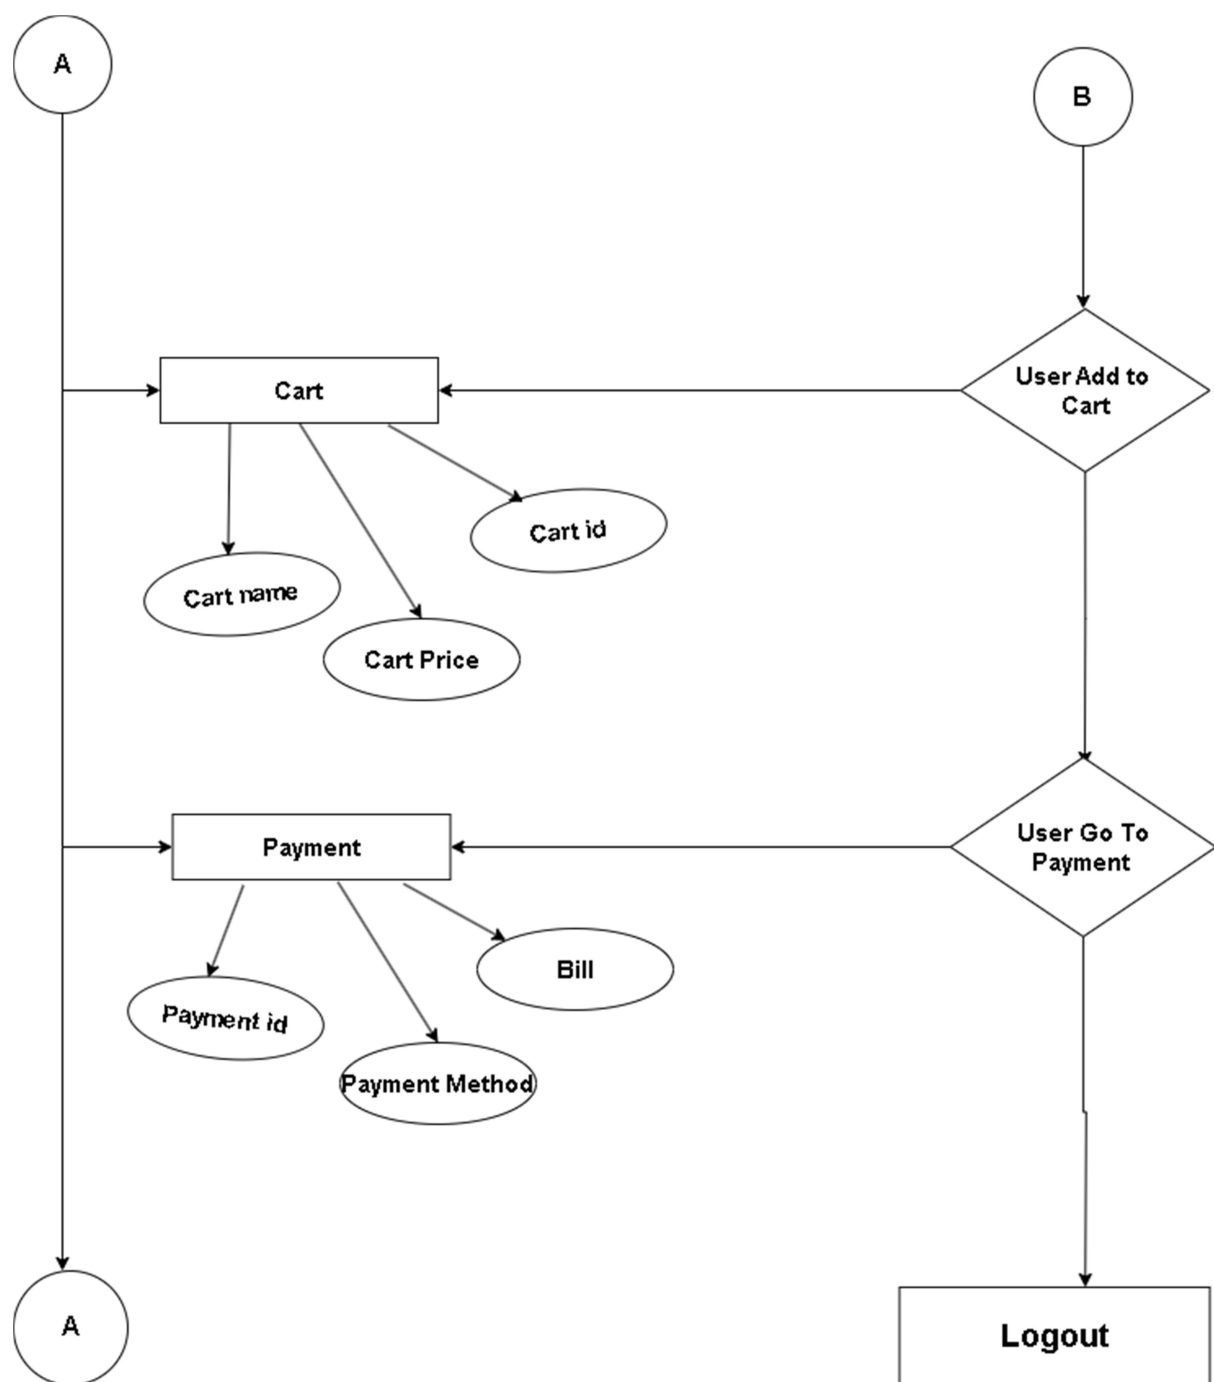 A
B
User Add to
Cart
Cart
Cart id
Cart name
Cart Price
User Go To
Payment
Payment
Bill
Payment id
Payment Method
A
Logout